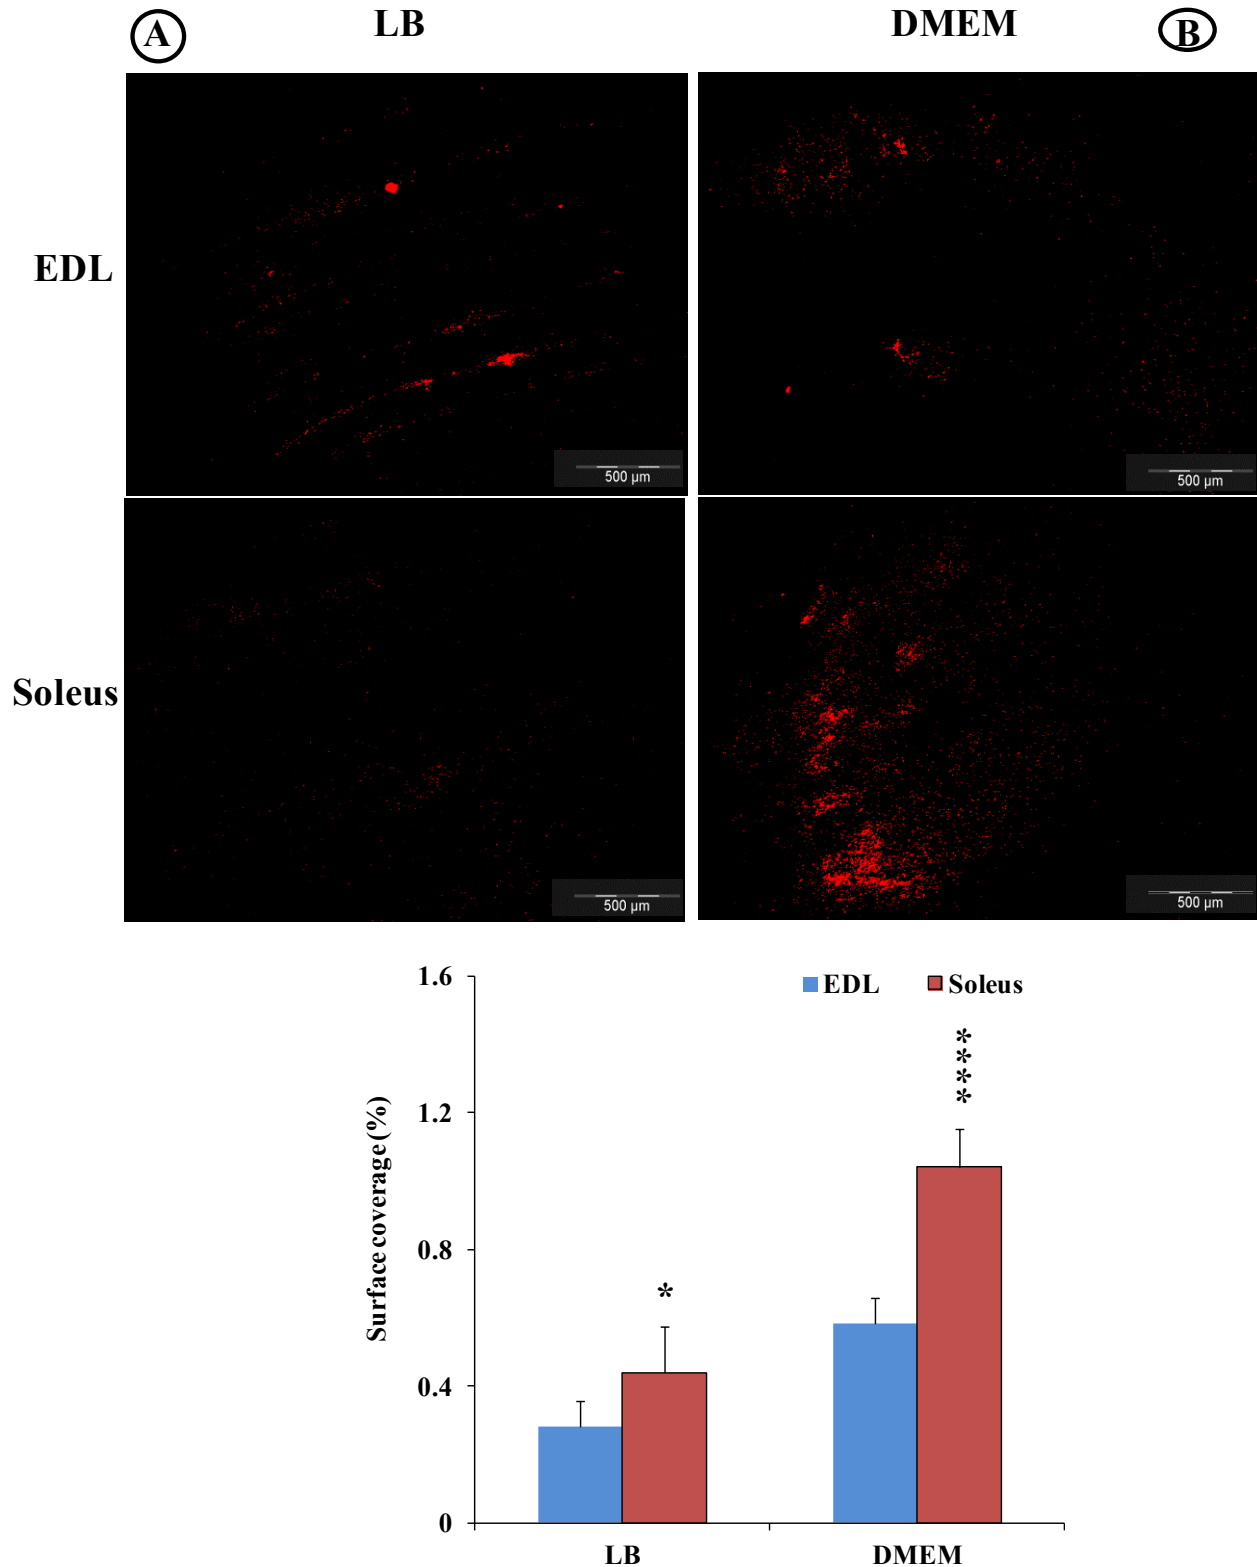 A LB DMEM B
EDL
500 µm 500 µm
Soleus
500 µm 500 µm
1.6
EDL Soleus
****
1.2
Surface coverage (%)
0.8
*
0.4
0
LB DMEM